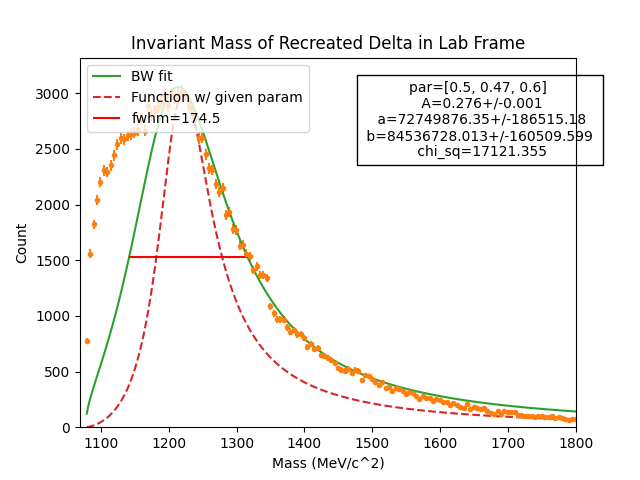 Invariant Mass of Recreated Delta in Lab Frame
BW fit
Function w/ given param
fwhm=174.5
par=[0.5, 0.47, 0.6]
A=0.276+/-0.001
a=72749876.35+/-186515.18
b=84536728.013+/-160509.599
chi_sq=17121.355
Count
3000
2500
2000
1500
1000
500
0
1100 1200 1300 1400 1500 1600 1700 1800
Mass (MeV/c^2)